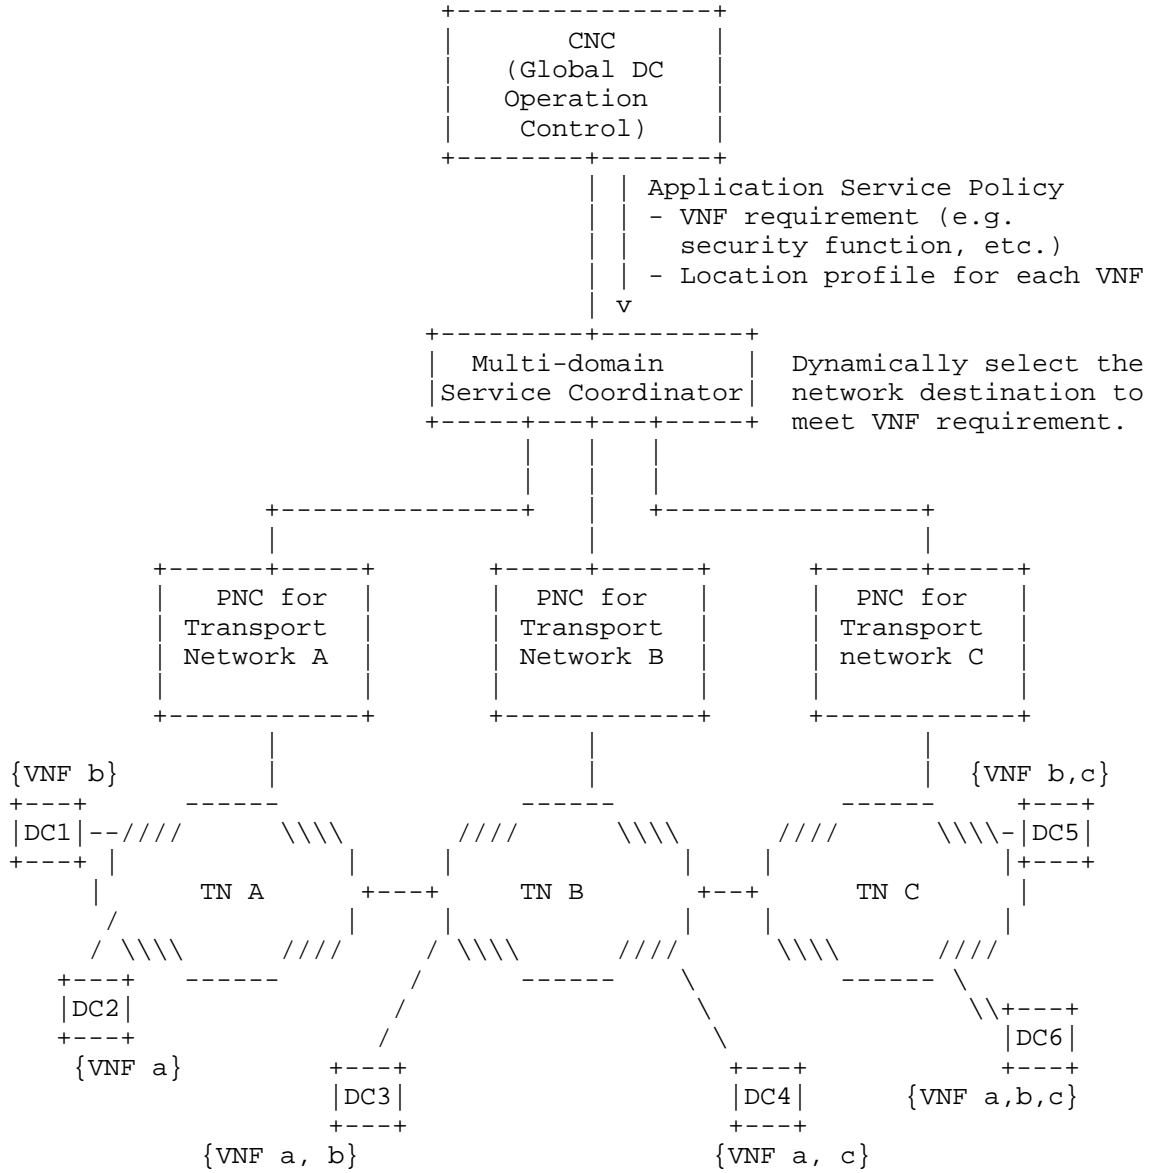 CNC
(Global DC
Operation
Control)
Application Service Policy
- VNF requirement (e.g.
security function, etc.)
- Location profile for each VNF
v
Multi-domain
Service Coordinator
Dynamically select the
network destination to
meet VNF requirement.
PNC for
Transport
Network A
PNC for
Transport
Network B
PNC for
Transport
network C
{VNF b}
{VNF b,c}
DC1
DC5
TN A
TN B
TN C
DC2
{VNF a}
DC6
{VNF a,b,c}
DC3
DC4
{VNF a, b}
{VNF a, c}